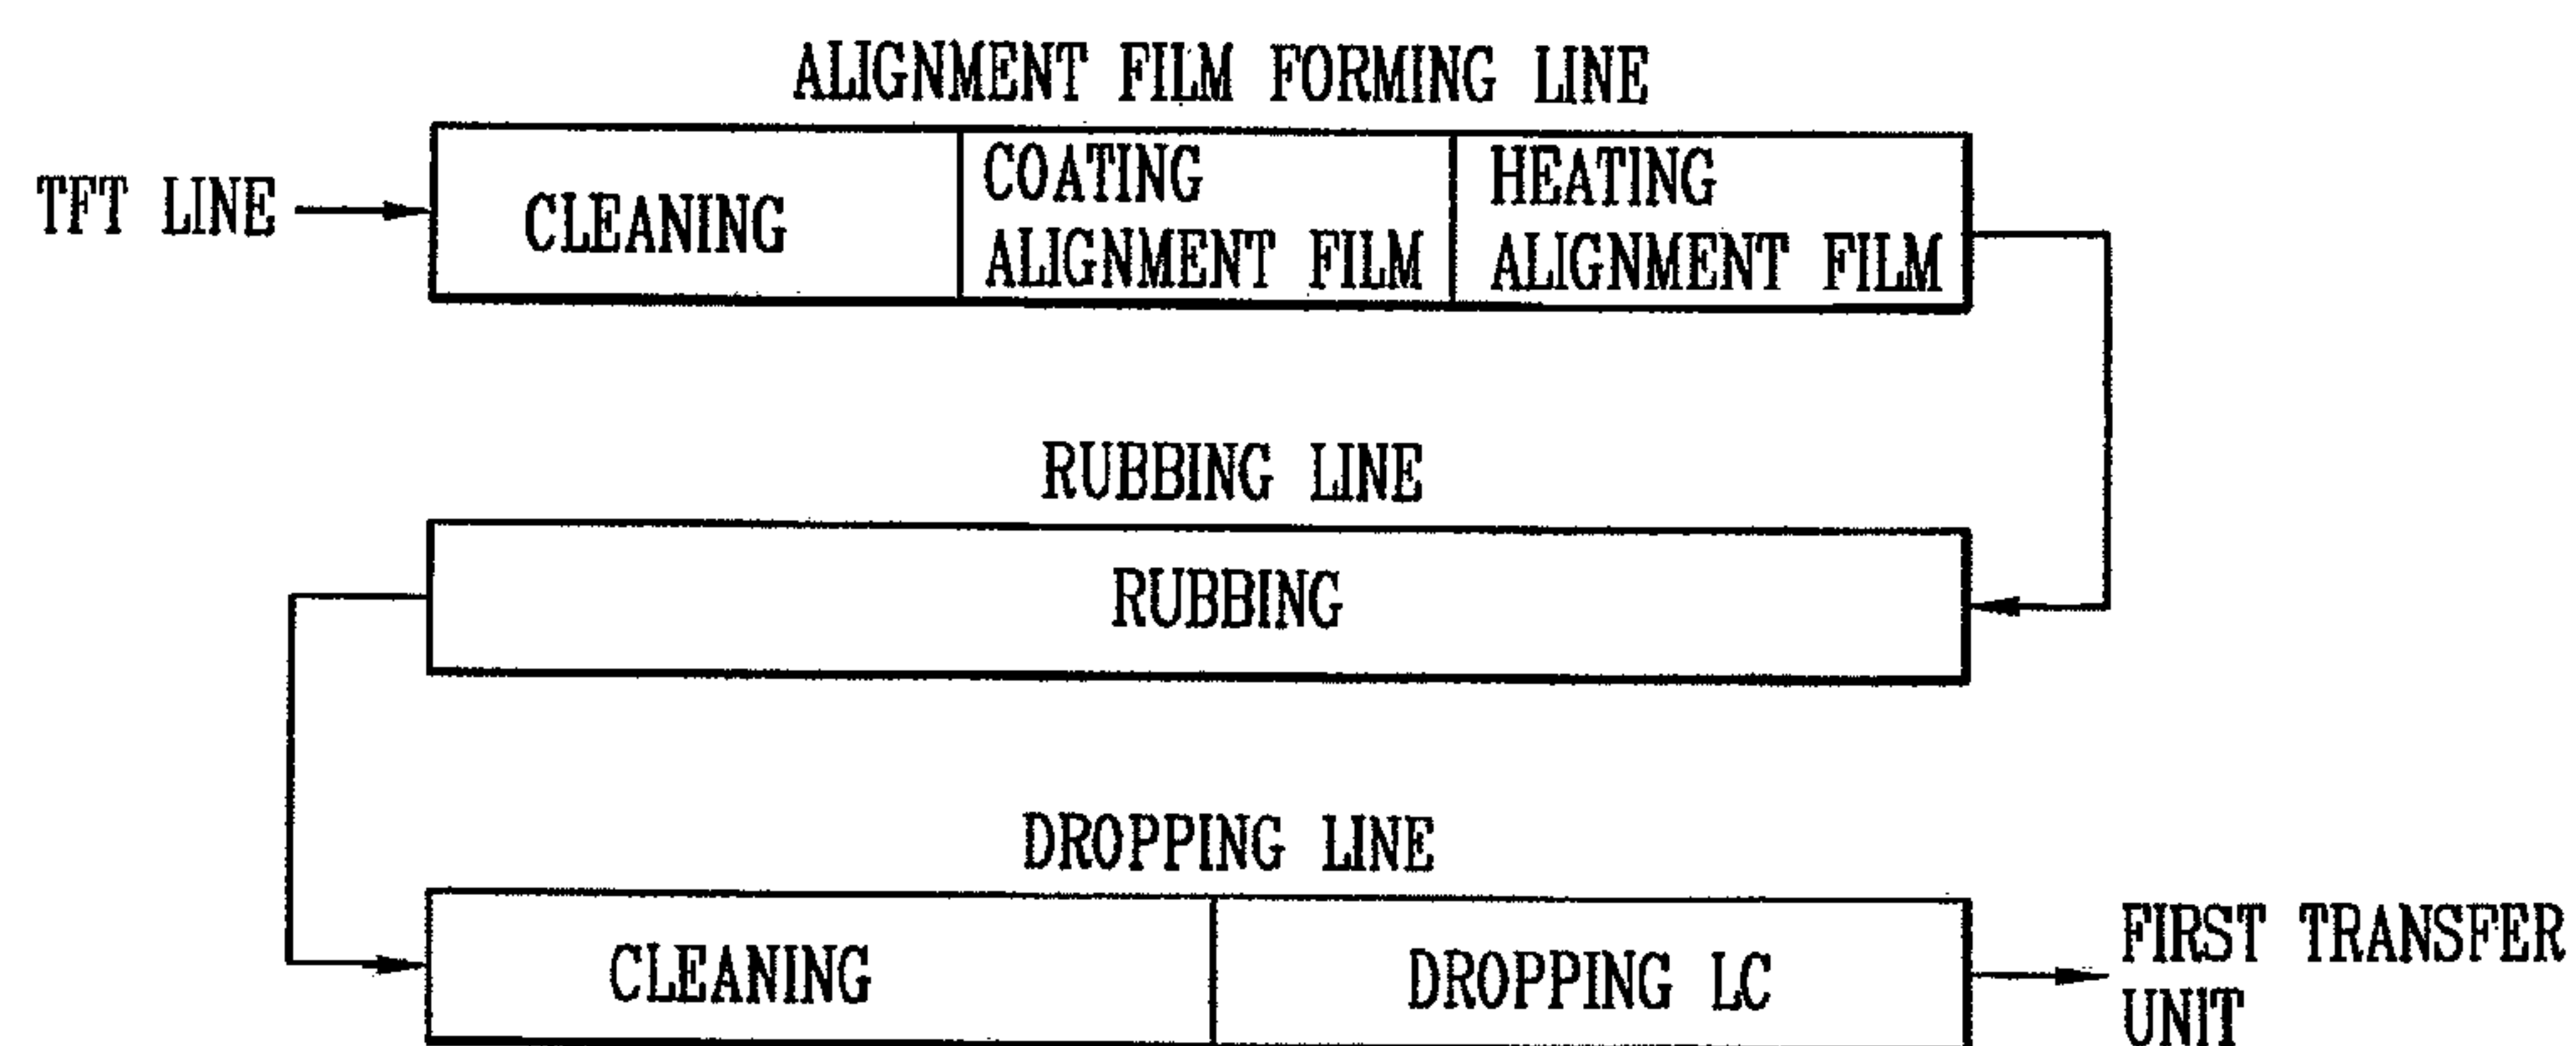 ALIGNMENT FILM FORMING LINE
TFT LINE
CLEANING
COATING
ALIGNMENT FILM
HEATING
ALIGNMENT FILM
RUBBING LINE
RUBBING
DROPPING LINE
CLEANING
DROPPING LC
FIRST TRANSFER
UNIT